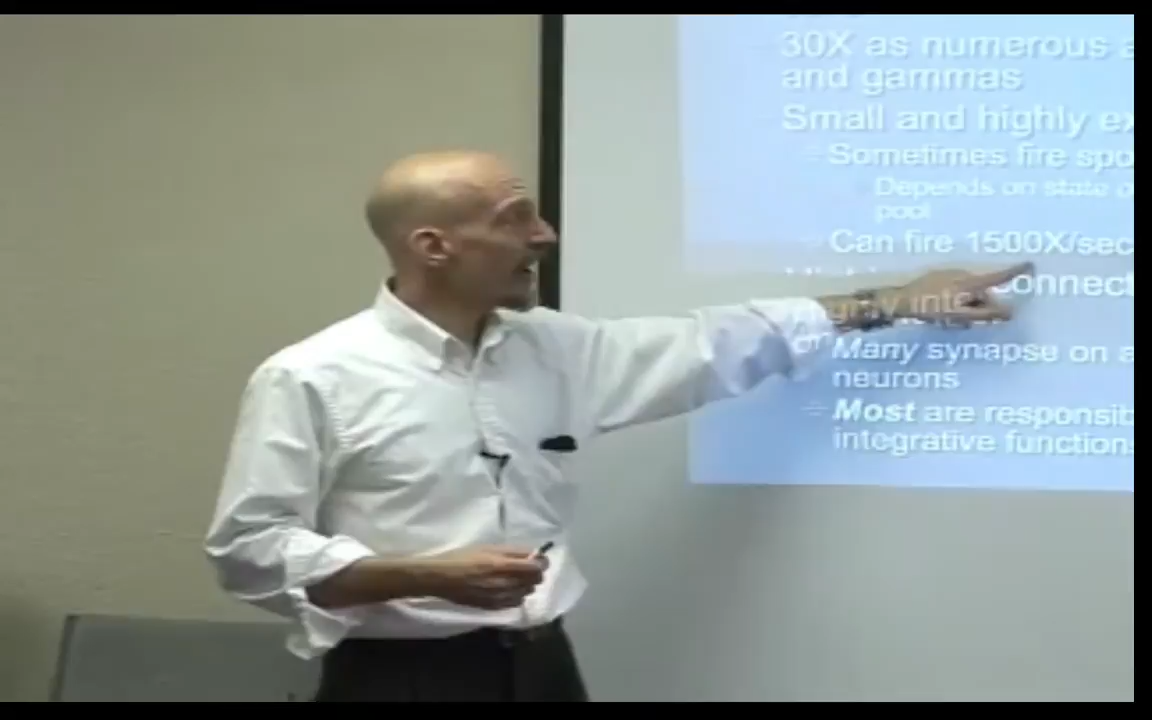 30X as numerous a
and gammas
Small and highly ex
Sometimes fire spo
Depends on state o
pool
Can fire 1500X/sec
connect
Many synapse on a
neurons
Most are responsib
integrative functions